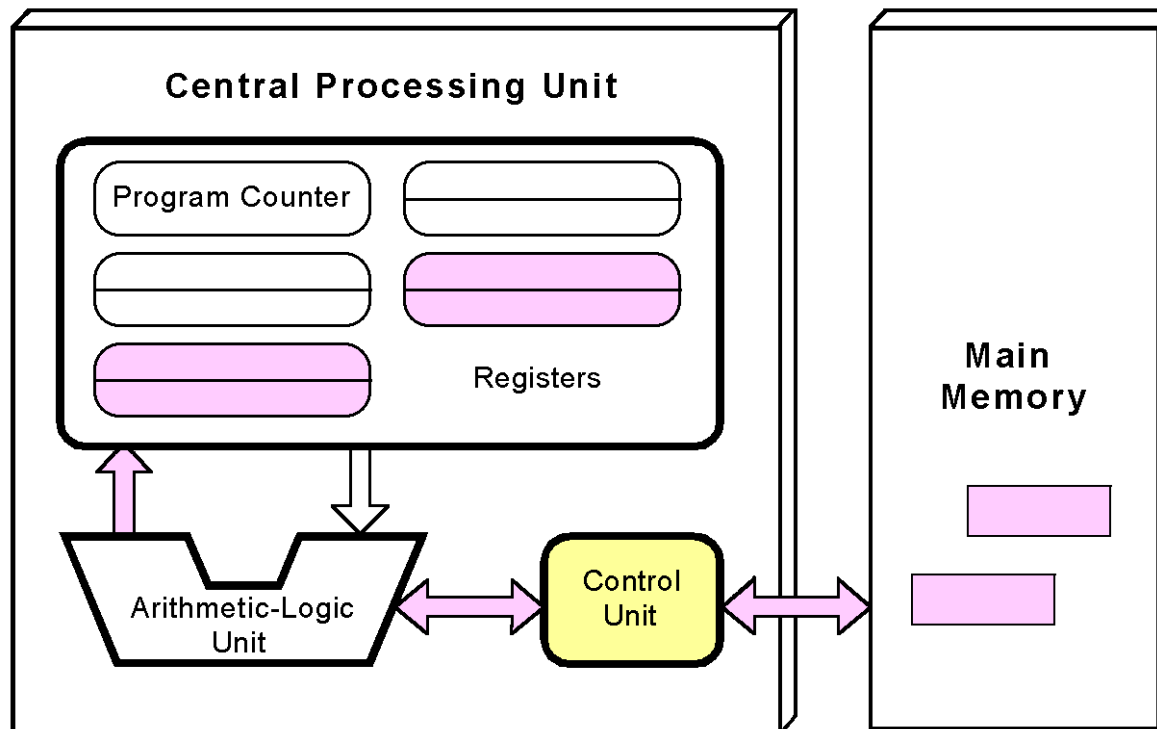 Central Processing Unit
Program Counter
Registers
Main
Memory
Arithmetic-Logic
Unit
Control
Unit